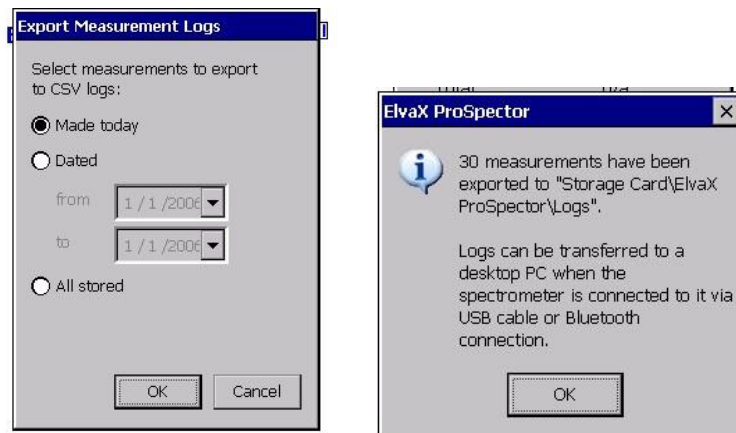 Export Measurement Logs
Select measurements to export
to CSV logs:
Made today
Dated
from 1 / 1 /2006
to 1 / 1 /2006
All stored
OK Cancel
ElvaX ProSpector
30 measurements have been
exported to "Storage Card\ElvaX
ProSpector\Logs".
Logs can be transferred to a
desktop PC when the
spectrometer is connected to it via
USB cable or Bluetooth
connection.
OK